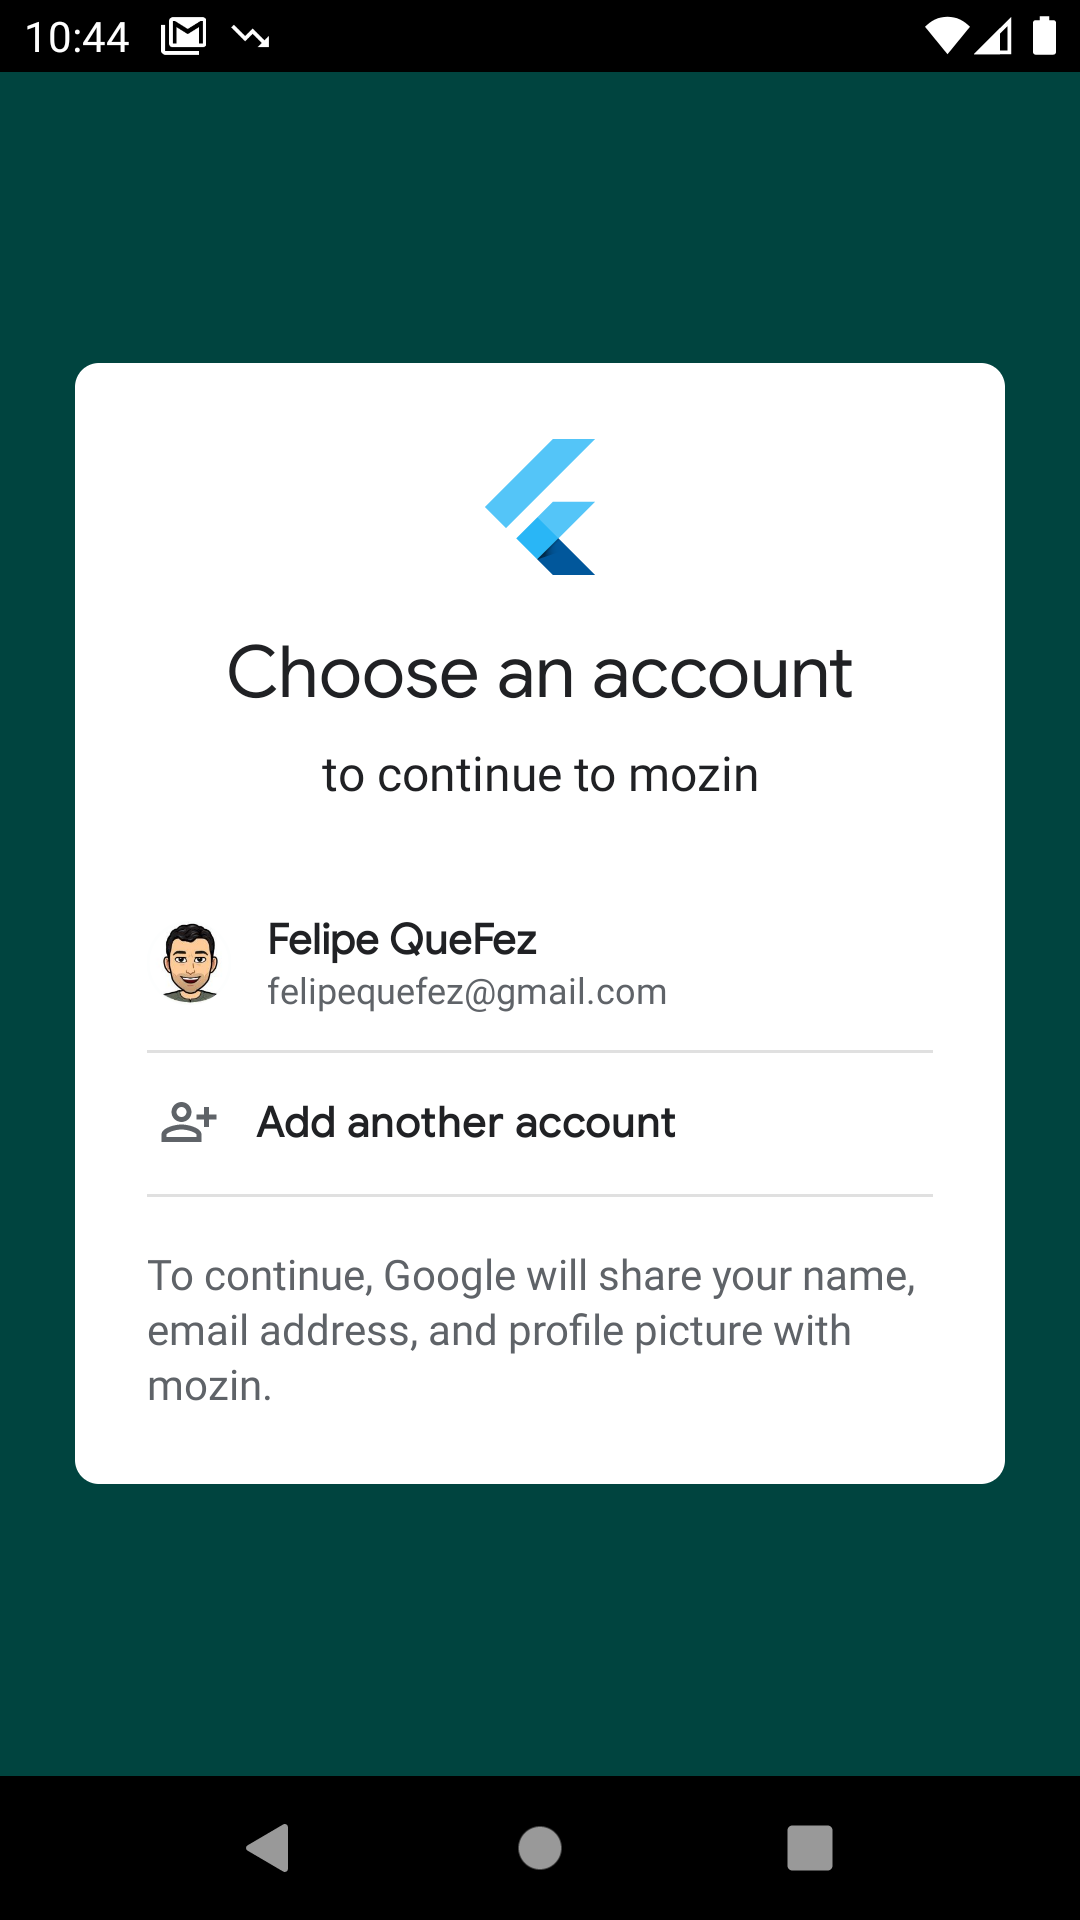 10:44
Choose an account
to continue to mozin
Felipe QueFez
felipequefez@gmail.com
Add another account
To continue, Google will share your name,
email address, and profile picture with
mozin.